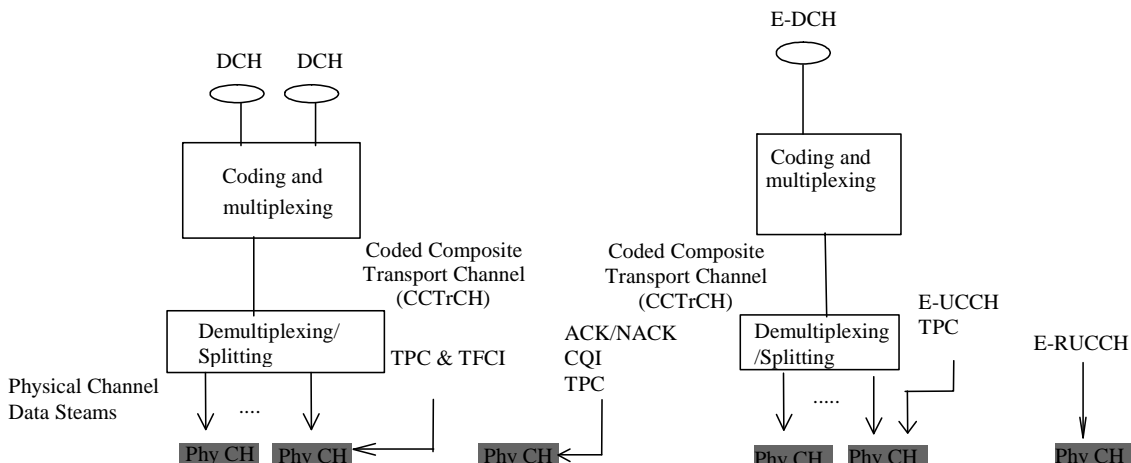 E-DCH
DCH
DCH
Coding and
multiplexing
Coding and
multiplexing
Coded Composite
Transport Channel
(CCTrCH)
Coded Composite
Transport Channel
(CCTrCH)
Demultiplexing/
Splitting
TPC & TFCI
ACK/NACK
CQI
TPC
Demultiplexing
/Splitting
E-UCCH
TPC
E-RUCCH
Physical Channel
Data Steams
....
.....
Phy CH
Phy CH
Phy CH
Phy CH
Phy CH
Phy CH